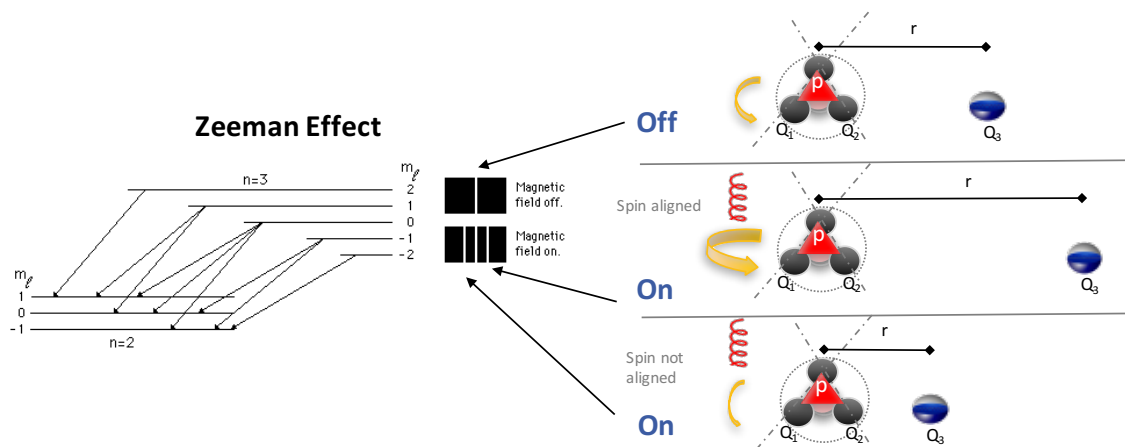 Zeeman Effect
mℓ
n=3
2
1
0
-1
-2
mℓ
1
0
-1
n=2
Magnetic
field off.
Magnetic
field on.
Off
On
On
r
p
Q1
Q2
Q3
Spin aligned
r
p
Q1
Q2
Q3
Spin not
aligned
r
p
Q1
Q2
Q3